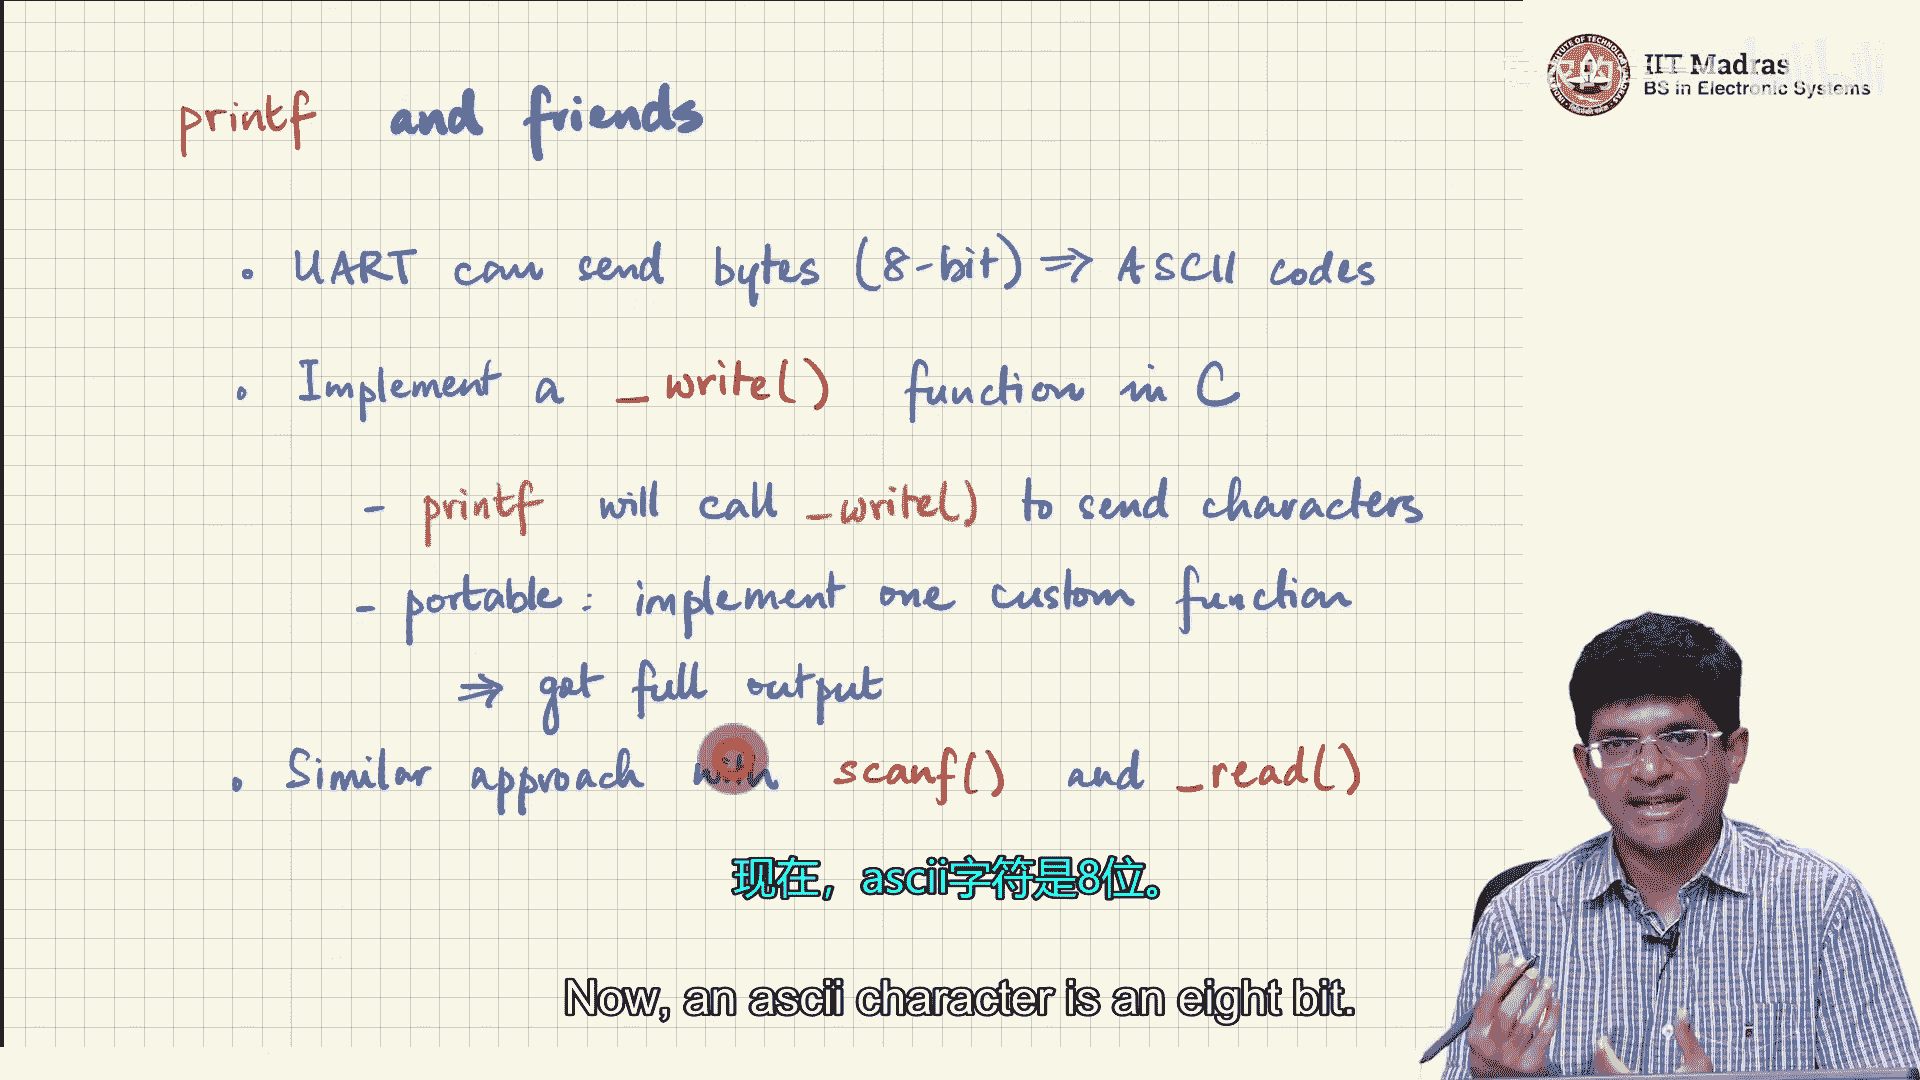 IIT Madras
BS in Electronic Systems
printf and friends
• UART can send bytes (8-bit) ⇒ ASCII codes
• Implement a _write() function in C
- printf will call _write() to send characters
- portable : implement one custom function
⇒ get full output
• Similar approach with scanf() and _read()
现在，ascii字符是8位。
Now, an ascii character is an eight bit.